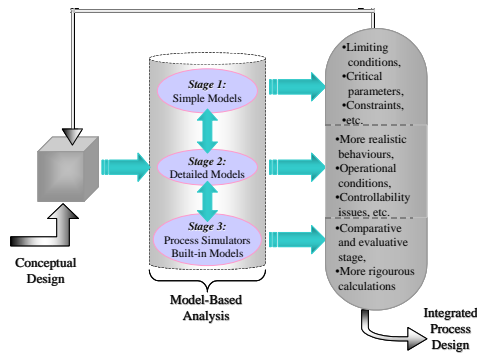 Stage 1:
Simple Models
Stage 2:
Detailed Models
Stage 3:
Process Simulators
Built-in Models
Model-Based
Analysis
Conceptual
Design
•Limiting
conditions,
•Critical
parameters,
•Constraints,
•etc.
•More realistic
behaviours,
•Operational
conditions,
•Controllability
issues, etc.
•Comparative
and evaluative
stage,
•More rigourous
calculations
Integrated
Process
Design